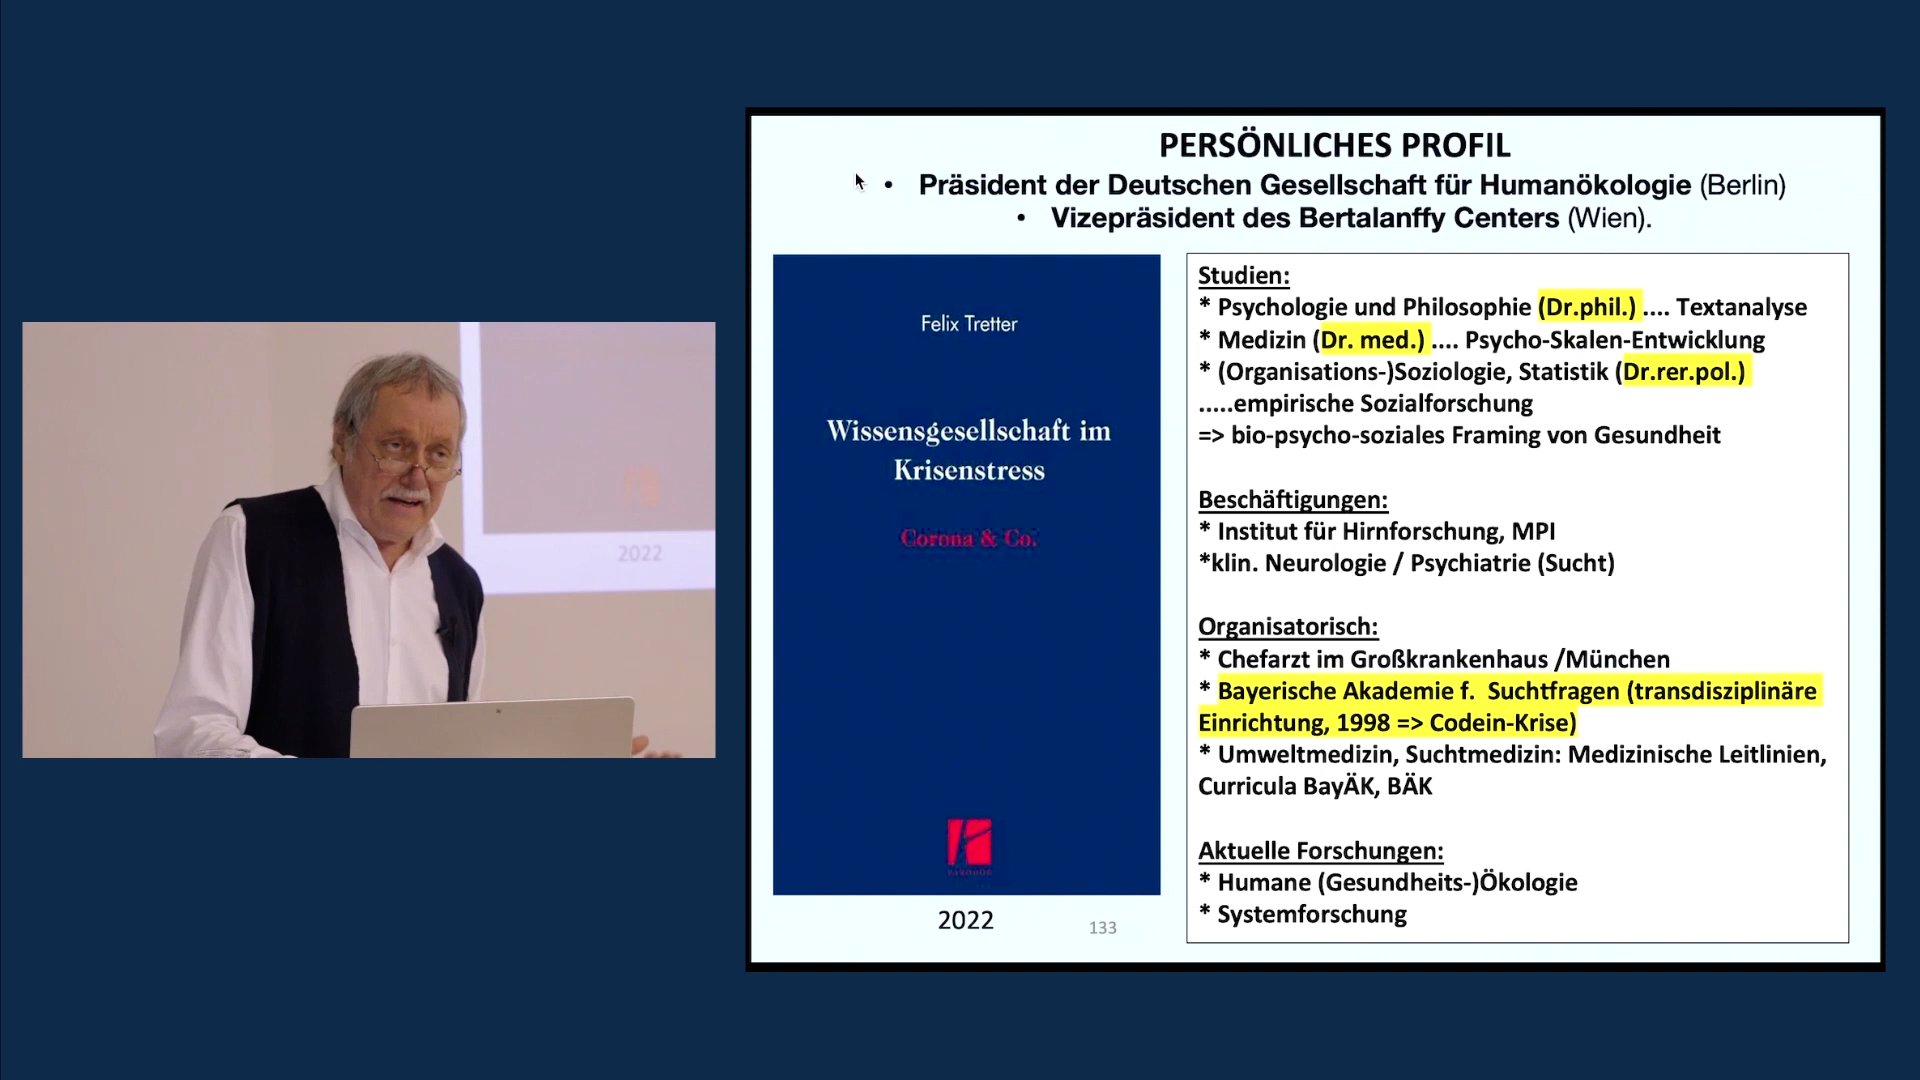 PERSÖNLICHES PROFIL
• Präsident der Deutschen Gesellschaft für Humanökologie (Berlin)
• Vizepräsident des Bertalanffy Centers (Wien).
Felix Tretter
Wissensgesellschaft im
Krisenstress
Corona & Co.
2022
133
Studien:
* Psychologie und Philosophie (Dr.phil.) .... Textanalyse
* Medizin (Dr. med.) .... Psycho-Skalen-Entwicklung
* (Organisations-)Soziologie, Statistik (Dr.rer.pol.)
.....empirische Sozialforschung
=> bio-psycho-soziales Framing von Gesundheit
Beschäftigungen:
* Institut für Hirnforschung, MPI
*klin. Neurologie / Psychiatrie (Sucht)
Organisatorisch:
* Chefarzt im Großkrankenhaus /München
* Bayerische Akademie f. Suchtfragen (transdisziplinäre
Einrichtung, 1998 => Codein-Krise)
* Umweltmedizin, Suchtmedizin: Medizinische Leitlinien,
Curricula BayÄK, BÄK
Aktuelle Forschungen:
* Humane (Gesundheits-)Ökologie
* Systemforschung
2022